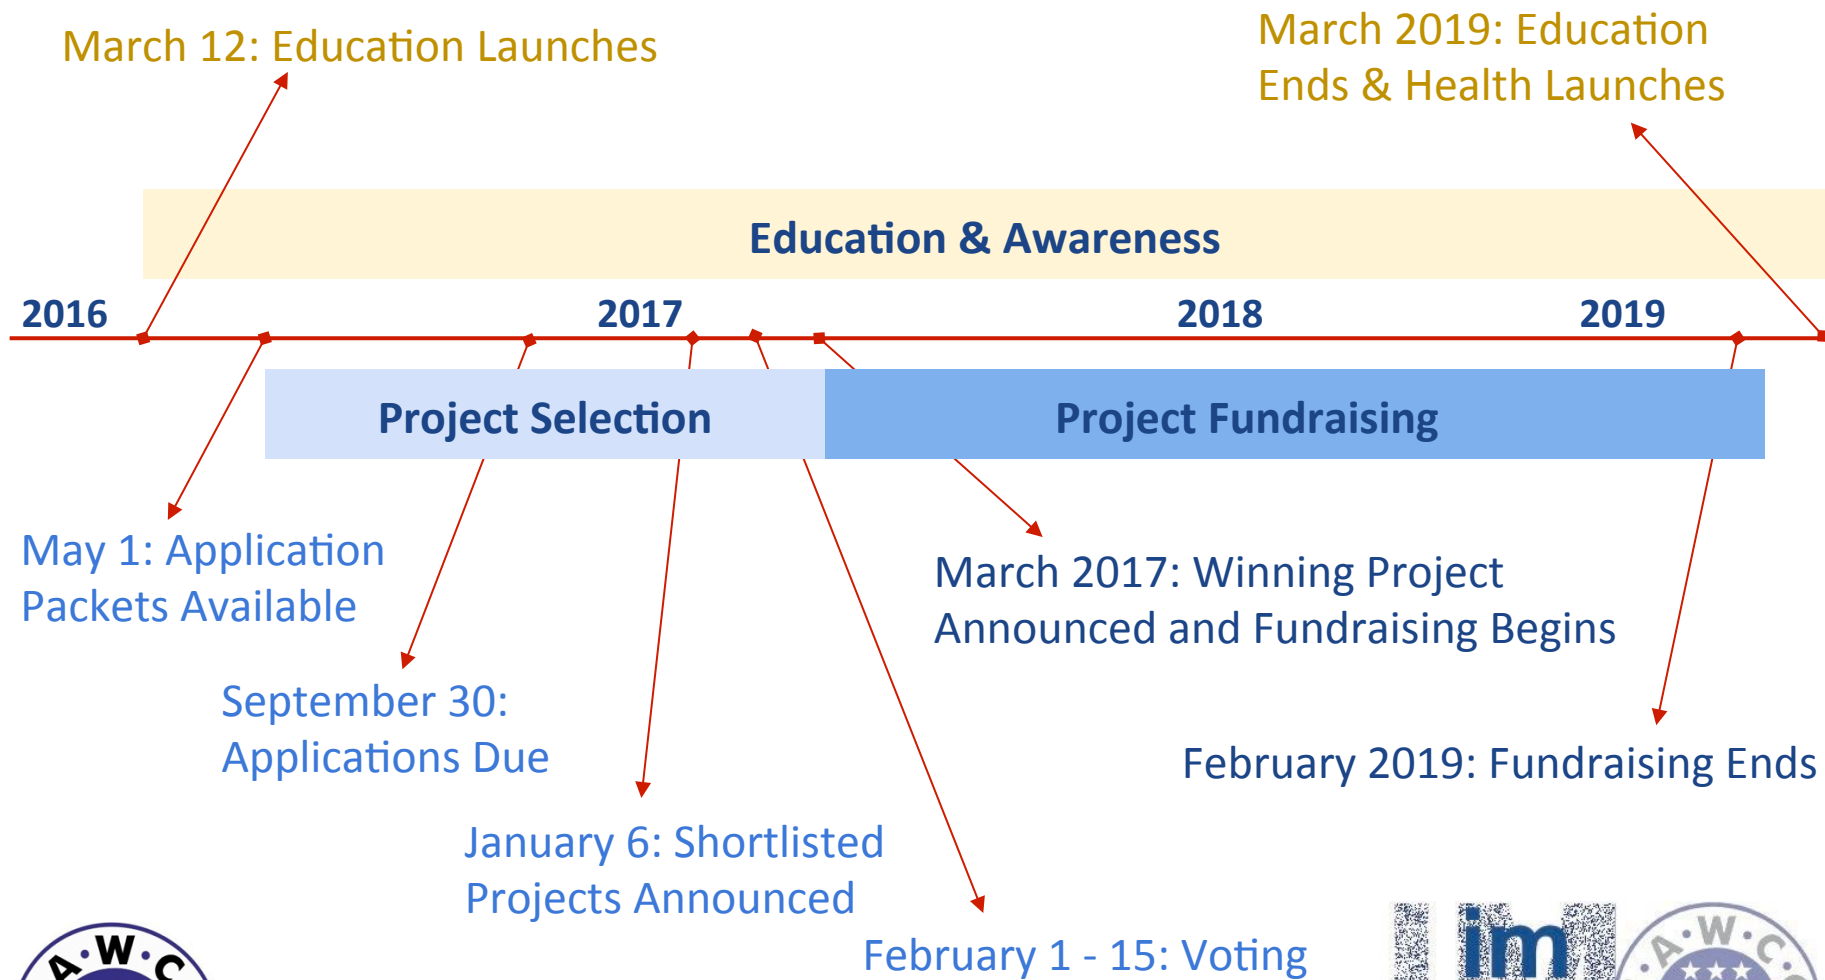 March 12: Education Launches
March 2019: Education
Ends & Health Launches
Education & Awareness
2016
2017
2018
2019
Project Selection
Project Fundraising
May 1: Application
Packets Available
March 2017: Winning Project
Announced and Fundraising Begins
September 30:
Applications Due
February 2019: Fundraising Ends
January 6: Shortlisted
Projects Announced
February 1 - 15: Voting
A·W·C
im
A·W·C